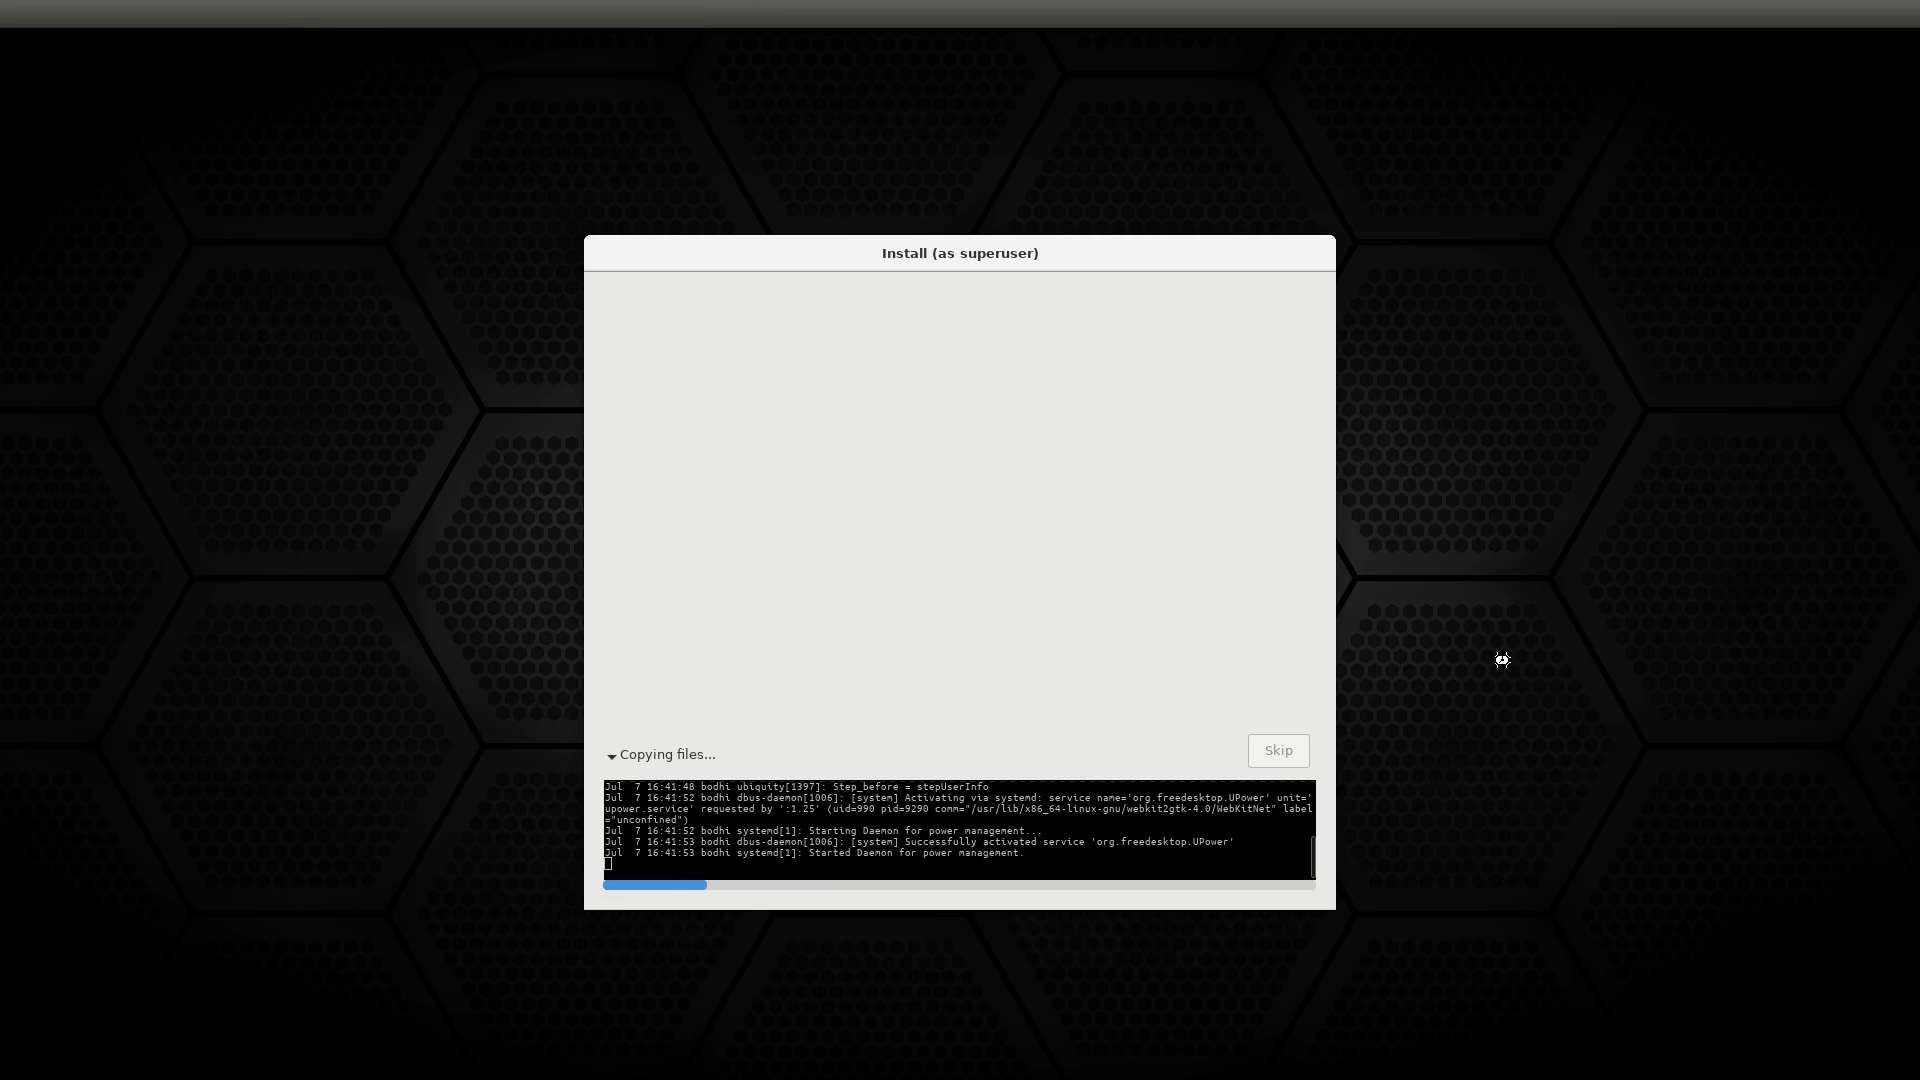 Install (as superuser)
Copying files...
Skip
Jul  7 16:41:48 bodhi ubiquity[1397]: Step_before = stepUserInfo
Jul  7 16:41:52 bodhi dbus-daemon[1006]: [system] Activating via systemd: service name='org.freedesktop.UPower' unit='
upower.service' requested by ':1.25' (uid=990 pid=9290 comm="/usr/lib/x86_64-linux-gnu/webkit2gtk-4.0/WebKitNet" label
="unconfined")
Jul  7 16:41:52 bodhi systemd[1]: Starting Daemon for power management...
Jul  7 16:41:53 bodhi dbus-daemon[1006]: [system] Successfully activated service 'org.freedesktop.UPower'
Jul  7 16:41:53 bodhi systemd[1]: Started Daemon for power management.